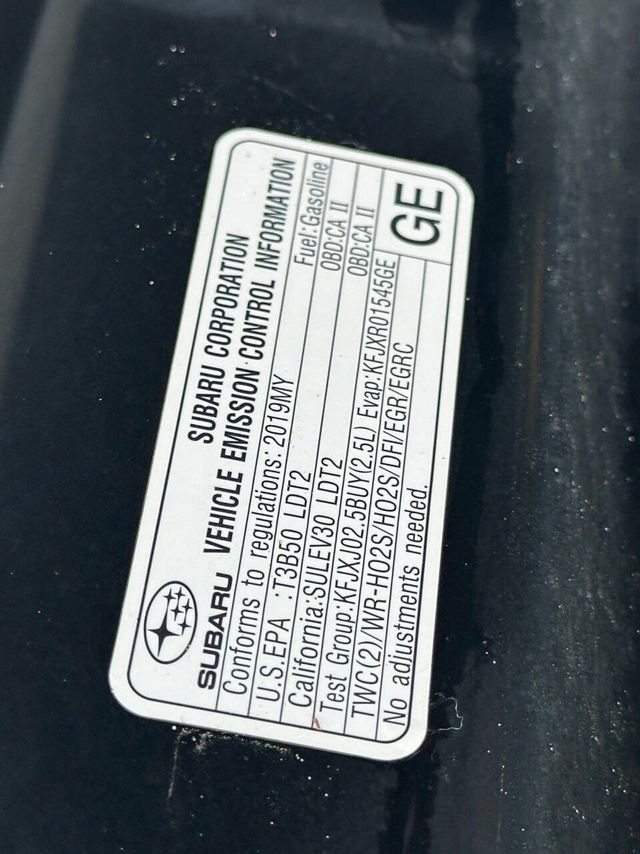 SUBARU CORPORATION
SUBARU VEHICLE EMISSION CONTROL INFORMATION
Conforms to regulations: 2019MY Fuel:Gasoline
U.S.EPA :T3B50 LDT2 OBD:CA II
California:SULEV30 LDT2 OBD:CA II
Test Group:KFJXJ02.5BUY(2.5L) Evap:KFJXR01545GE
TWC(2)/WR-HO2S/HO2S/DFI/EGR/EGRC
No adjustments needed.
GE